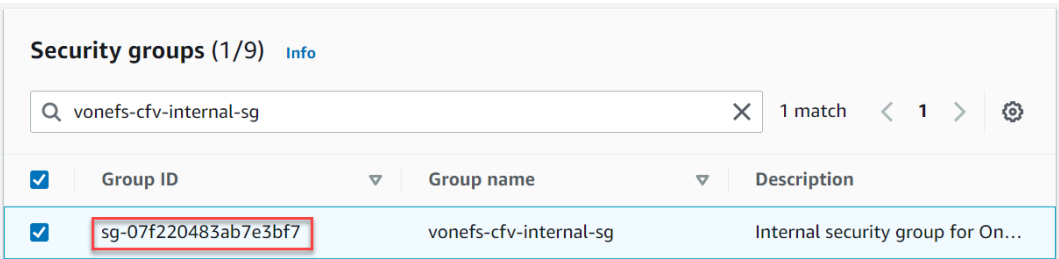 Security groups (1/9) Info
vonefs-cfv-internal-sg 1 match 1
Group ID Group name Description
sg-07f220483ab7e3bf7 vonefs-cfv-internal-sg Internal security group for On...